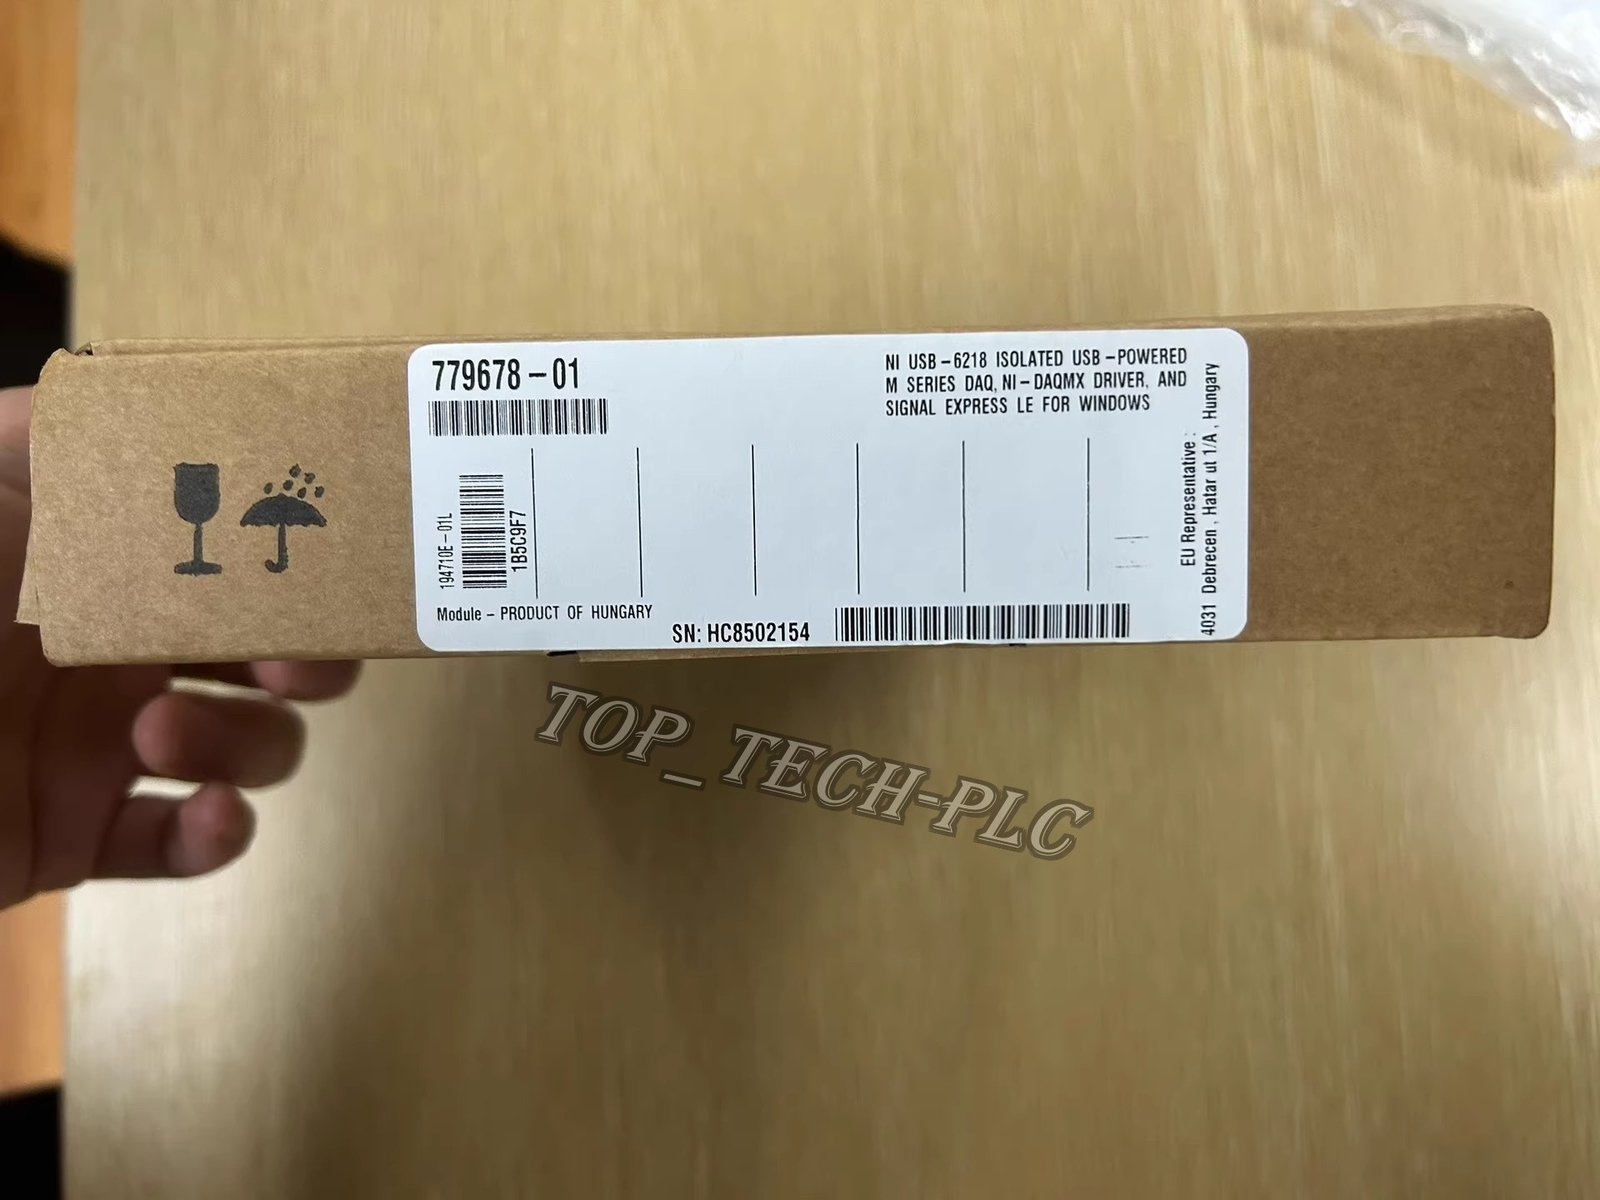 779678-01
NI USB-6218 ISOLATED USB-POWERED
M SERIES DAQ, NI-DAQMX DRIVER, AND
SIGNAL EXPRESS LE FOR WINDOWS
194710E-01L
1B5C9F7
EU Representative :
4031 Debrecen , Hatar ut 1/A , Hungary
Module - PRODUCT OF HUNGARY
SN: HC8502154
TOP_TECH-PLC